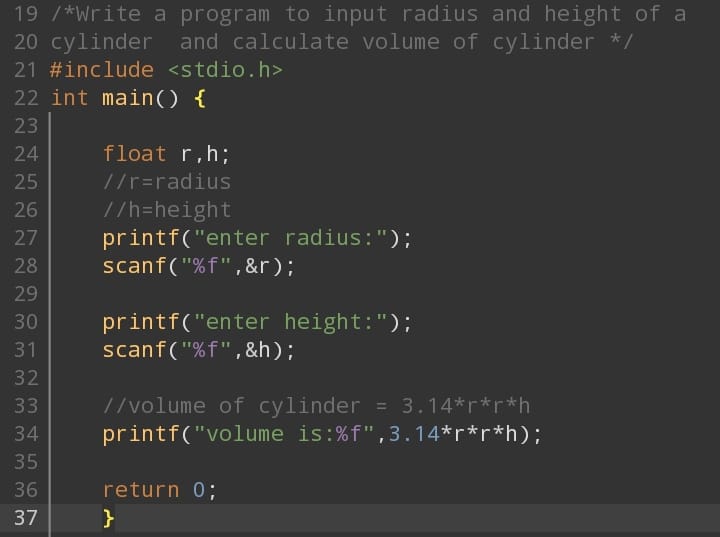 19 /*Write a program to input radius and height of a
20 cylinder  and calculate volume of cylinder */
21 #include <stdio.h>
22 int main() {
23
24     float r,h;
25     //r=radius
26     //h=height
27     printf("enter radius:");
28     scanf("%f",&r);
29
30     printf("enter height:");
31     scanf("%f",&h);
32
33     //volume of cylinder = 3.14*r*r*h
34     printf("volume is:%f",3.14*r*r*h);
35
36     return 0;
37     }